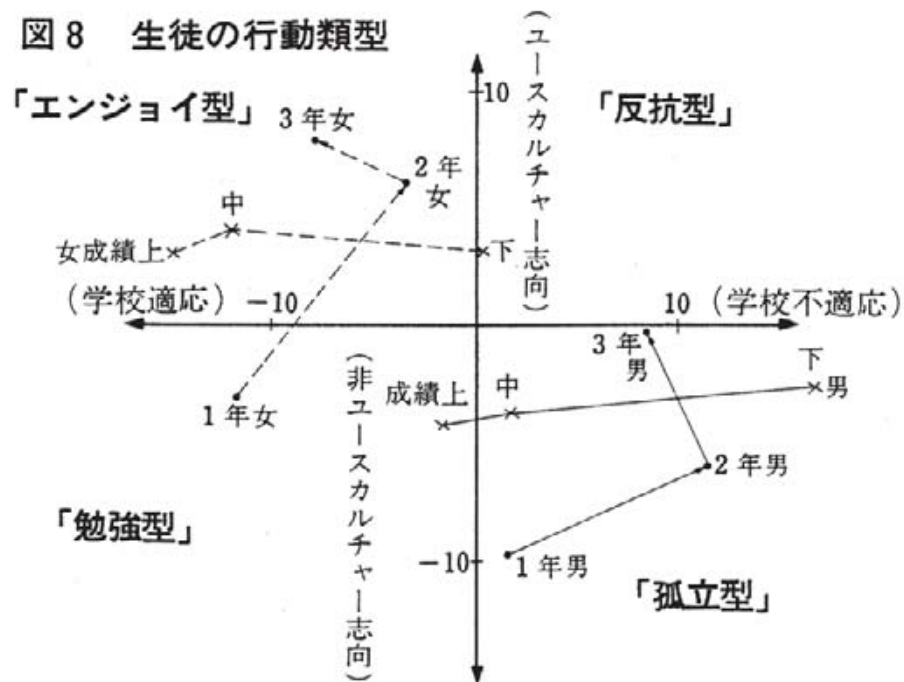 図8 生徒の行動類型
(ユースカルチャー志向)
10
「エンジョイ型」
「反抗型」
3年女
2年
女
中
女成績上
下
(学校適応)
-10
10
(学校不適応)
3年
男
下
男
(非ユースカルチャー志向)
成績上
中
1年女
2年男
「勉強型」
-10
1年男
「孤立型」